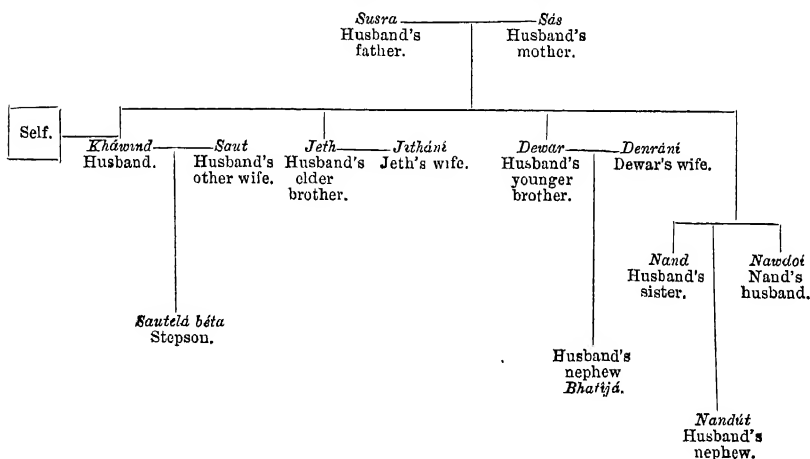 Susra
Husband's
father.
Sás
Husband's
mother.
Self.
Kháwınd
Husband.
Saut
Husband's
other wife.
Jeth
Husband's
elder
brother.
Jitháni
Jeth's wife.
Dewar
Husband's
younger
brother.
Denráni
Dewar's wife.
Nand
Husband's
sister.
Nawdoi
Nand's
husband.
Sautelá béta
Stepson.
Husband's
nephew
Bhatijá.
Nandút
Husband's
nephew.